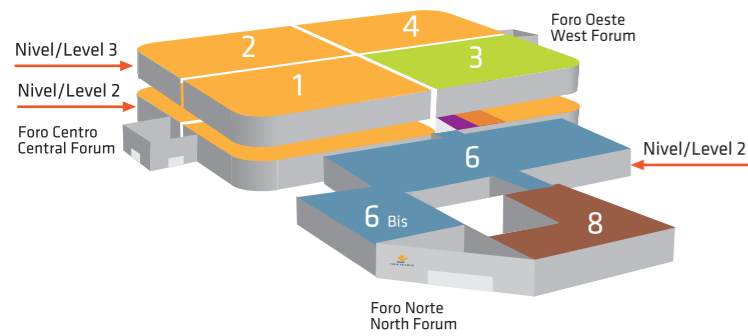 Foro Oeste
West Forum
2
4
Nivel/Level 3
3
1
Nivel/Level 2
Foro Centro
Central Forum
Nivel/Level 2
6
6 Bis
8
Foro Norte
North Forum